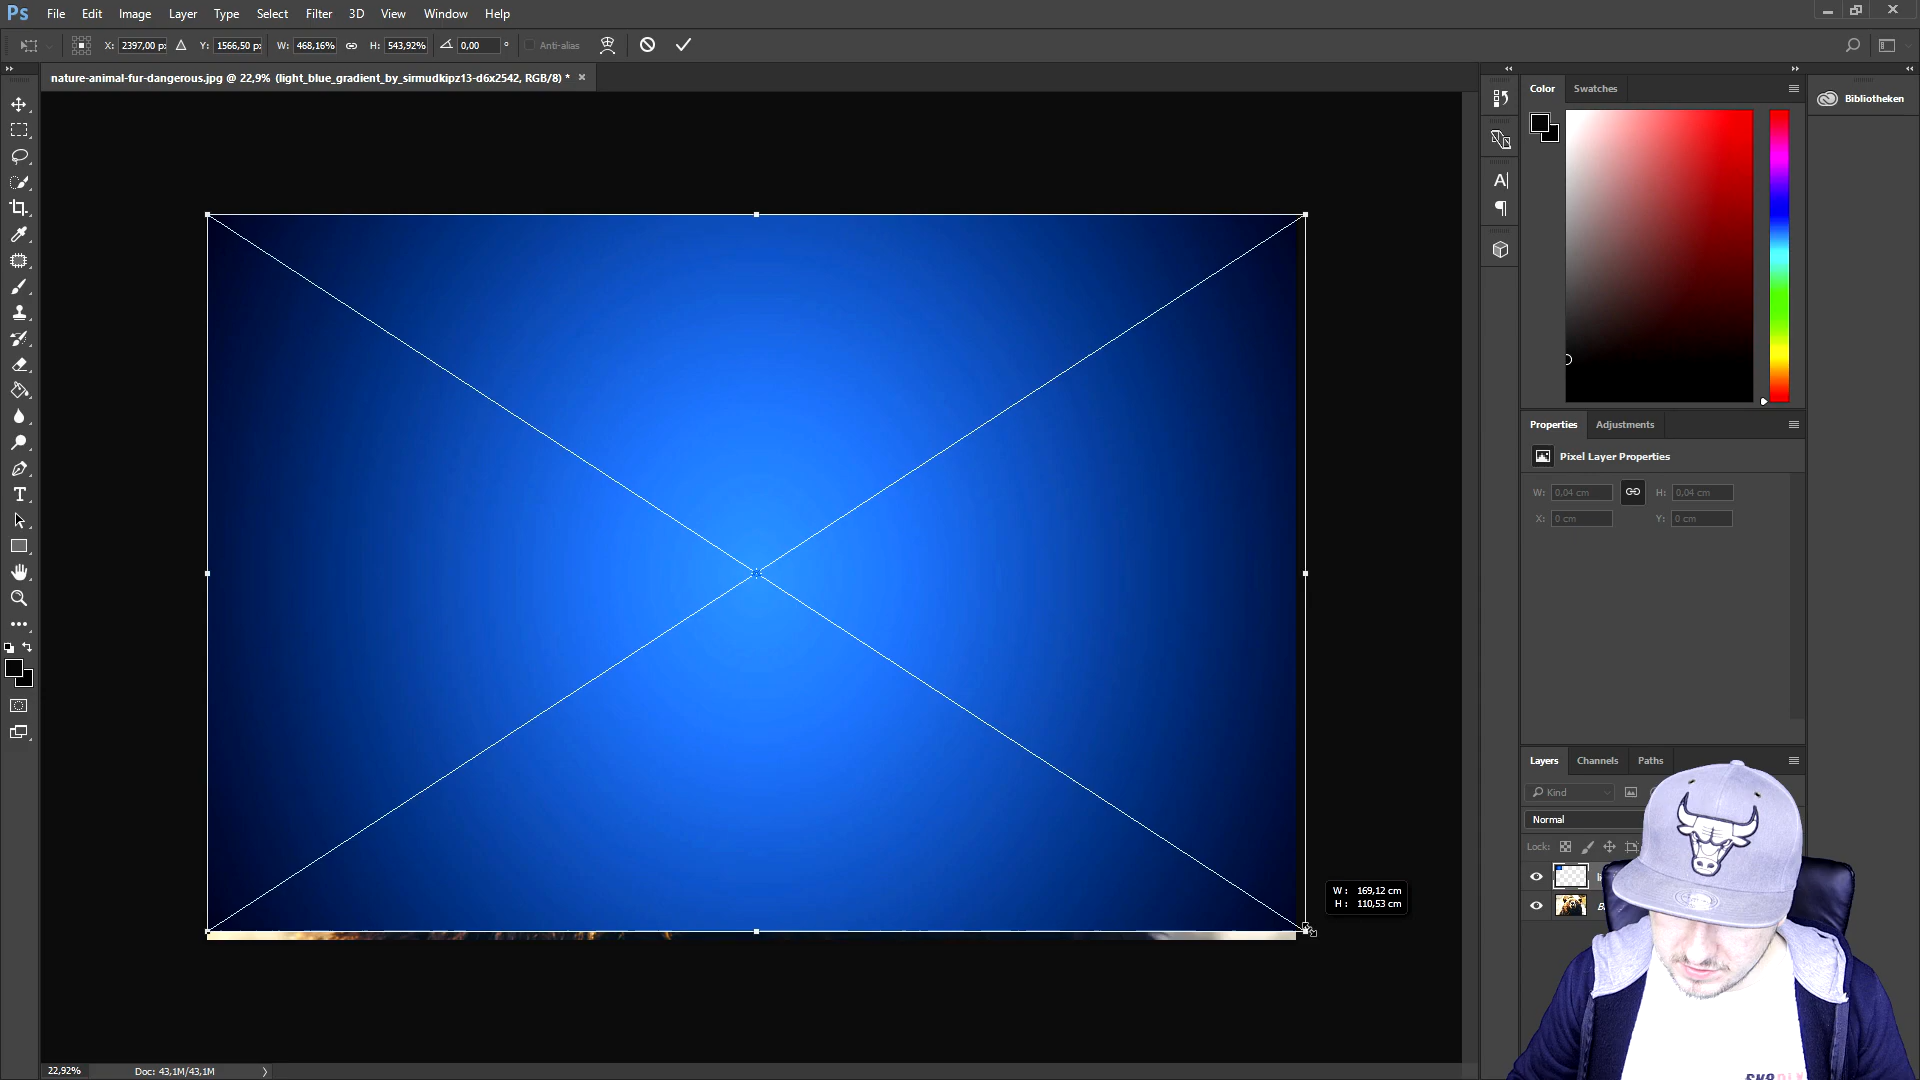 Ps File Edit Image Layer Type Select Filter 3D View Window Help
X: 2397,00 px Y: 1566,50 px W: 468,16% H: 543,92% 0,00 ° Anti-alias
nature-animal-fur-dangerous.jpg @ 22,9% (light_blue_gradient_by_sirmudkipz13-d6x2542, RGB/8) * ×
Color Swatches
Bibliotheken
Properties Adjustments
Pixel Layer Properties
W: 0,04 cm H: 0,04 cm
X: 0 cm Y: 0 cm
Layers Channels Paths
Kind
Normal
Lock:
W : 169,12 cm
H : 110,53 cm
22,92% Doc: 43,1M/43,1M